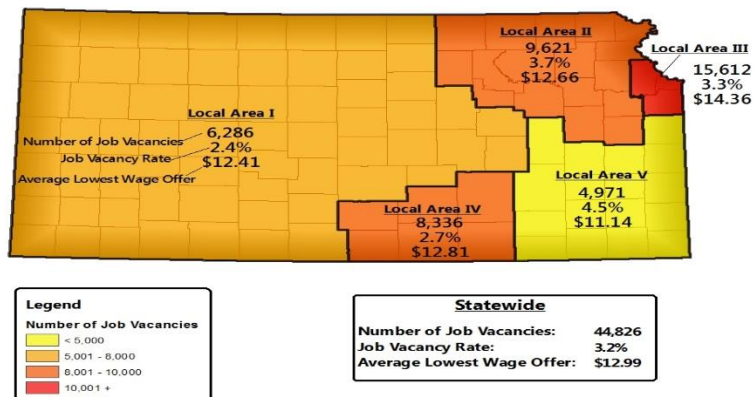 Local Area II
9,621
3.7%
$12.66
Local Area III
15,612
3.3%
$14.36
Local Area I
Number of Job Vacancies
6,286
Job Vacancy Rate
2.4%
Average Lowest Wage Offer
$12.41
Local Area V
4,971
4.5%
$11.14
Local Area IV
8,336
2.7%
$12.81
Legend
Number of Job Vacancies
< 5,000
5,001 - 8,000
8,001 - 10,000
10,001 +
Statewide
Number of Job Vacancies: 44,826
Job Vacancy Rate: 3.2%
Average Lowest Wage Offer: $12.99